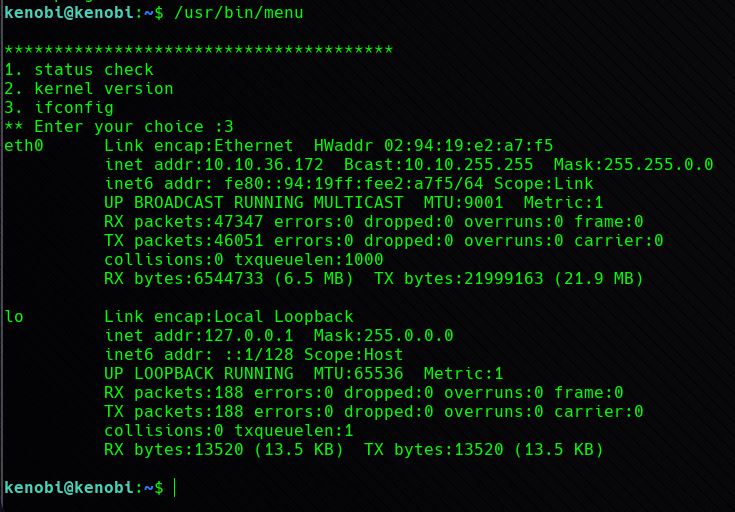 kenobi@kenobi:~$ /usr/bin/menu
***************************************
1. status check
2. kernel version
3. ifconfig
** Enter your choice :3
eth0      Link encap:Ethernet  HWaddr 02:94:19:e2:a7:f5
          inet addr:10.10.36.172  Bcast:10.10.255.255  Mask:255.255.0.0
          inet6 addr: fe80::94:19ff:fee2:a7f5/64 Scope:Link
          UP BROADCAST RUNNING MULTICAST  MTU:9001  Metric:1
          RX packets:47347 errors:0 dropped:0 overruns:0 frame:0
          TX packets:46051 errors:0 dropped:0 overruns:0 carrier:0
          collisions:0 txqueuelen:1000
          RX bytes:6544733 (6.5 MB)  TX bytes:21999163 (21.9 MB)
lo        Link encap:Local Loopback
          inet addr:127.0.0.1  Mask:255.0.0.0
          inet6 addr: ::1/128 Scope:Host
          UP LOOPBACK RUNNING  MTU:65536  Metric:1
          RX packets:188 errors:0 dropped:0 overruns:0 frame:0
          TX packets:188 errors:0 dropped:0 overruns:0 carrier:0
          collisions:0 txqueuelen:1
          RX bytes:13520 (13.5 KB)  TX bytes:13520 (13.5 KB)
kenobi@kenobi:~$